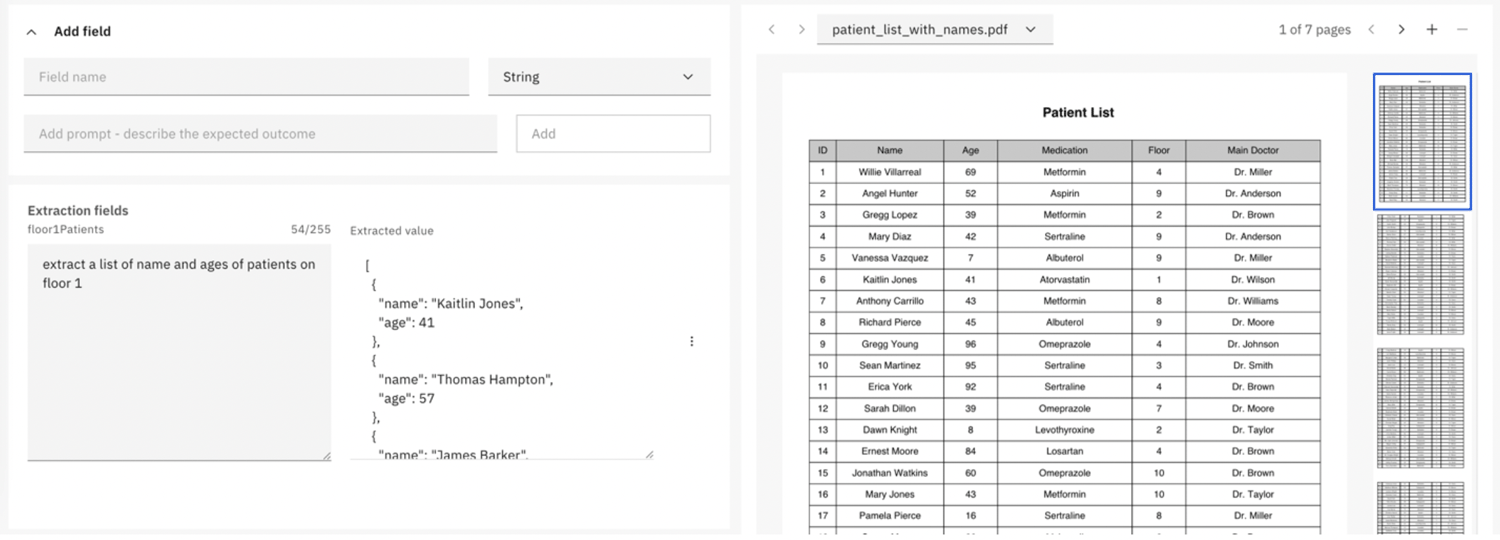 Add field
Field name
String
Add prompt - describe the expected outcome
Add
Extraction fields
floor1Patients
54/255
Extracted value
extract a list of name and ages of patients on
floor 1
[
{
"name": "Kaitlin Jones",
"age": 41
},
{
"name": "Thomas Hampton",
"age": 57
},
{
"name": "James Barker",
patient_list_with_names.pdf
1 of 7 pages
Patient List
ID Name Age Medication Floor Main Doctor
1 Willie Villarreal 69 Metformin 4 Dr. Miller
2 Angel Hunter 52 Aspirin 9 Dr. Anderson
3 Gregg Lopez 39 Metformin 2 Dr. Brown
4 Mary Diaz 42 Sertraline 9 Dr. Anderson
5 Vanessa Vazquez 7 Albuterol 9 Dr. Miller
6 Kaitlin Jones 41 Atorvastatin 1 Dr. Wilson
7 Anthony Carrillo 43 Metformin 8 Dr. Williams
8 Richard Pierce 45 Albuterol 9 Dr. Moore
9 Gregg Young 96 Omeprazole 4 Dr. Johnson
10 Sean Martinez 95 Sertraline 3 Dr. Smith
11 Erica York 92 Sertraline 4 Dr. Brown
12 Sarah Dillon 39 Omeprazole 7 Dr. Moore
13 Dawn Knight 8 Levothyroxine 2 Dr. Taylor
14 Ernest Moore 84 Losartan 4 Dr. Brown
15 Jonathan Watkins 60 Omeprazole 10 Dr. Brown
16 Mary Jones 43 Metformin 10 Dr. Taylor
17 Pamela Pierce 16 Sertraline 8 Dr. Miller